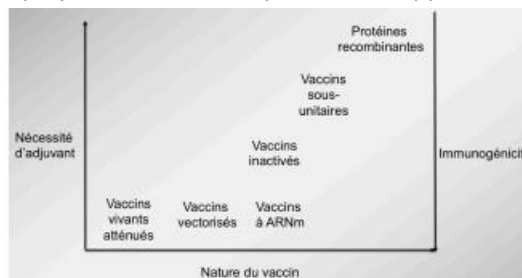 Protéines
recombinantes
Vaccins
sous-
unitaires
Nécessité
d'adjuvant
Vaccins
inactivés
Immunogénicit
Vaccins
vivants
atténués
Vaccins
vectorisés
Vaccins
à ARNm
Nature du vaccin